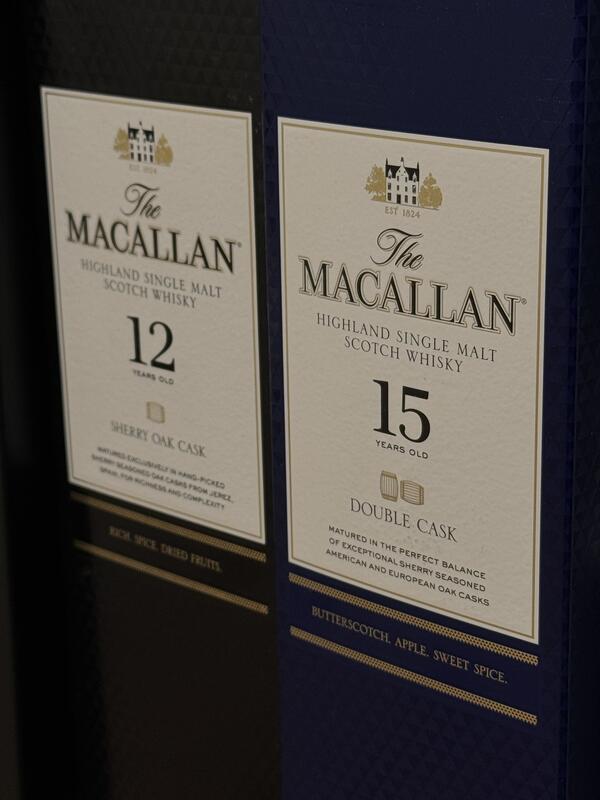 EST. 1824
The
MACALLAN®
HIGHLAND SINGLE MALT
SCOTCH WHISKY
12
YEARS OLD
SHERRY OAK CASK
MATURED EXCLUSIVELY IN HAND-PICKED
SHERRY SEASONED OAK CASKS FROM JEREZ,
SPAIN, FOR RICHNESS AND COMPLEXITY
RICH. SPICE. DRIED FRUITS.
EST 1824
The
MACALLAN®
HIGHLAND SINGLE MALT
SCOTCH WHISKY
15
YEARS OLD
DOUBLE CASK
MATURED IN THE PERFECT BALANCE
OF EXCEPTIONAL SHERRY SEASONED
AMERICAN AND EUROPEAN OAK CASKS
BUTTERSCOTCH. APPLE. SWEET SPICE.